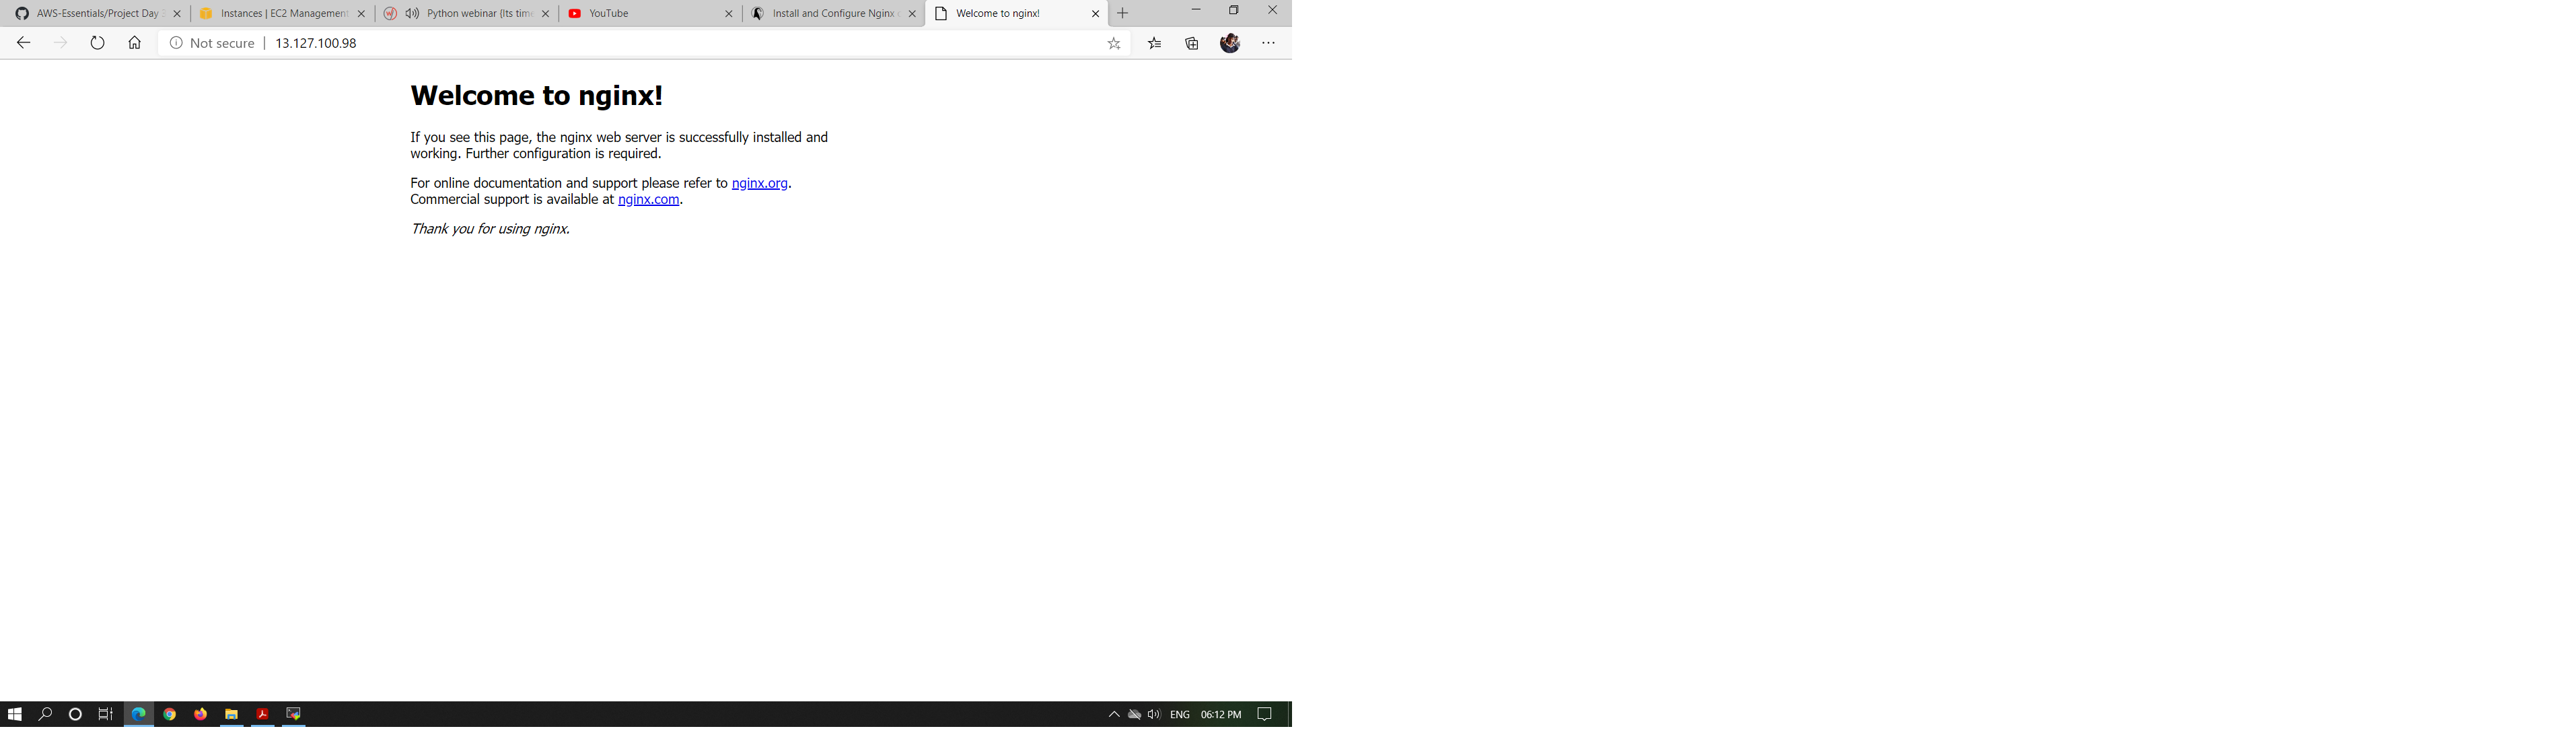 AWS-Essentials/Project Day
Instances | EC2 Management
Python webinar {Its time
YouTube
Install and Configure Nginx
Welcome to nginx!
Not secure | 13.127.100.98
Welcome to nginx!
If you see this page, the nginx web server is successfully installed and
working. Further configuration is required.
For online documentation and support please refer to nginx.org.
Commercial support is available at nginx.com.
Thank you for using nginx.
ENG 06:12 PM